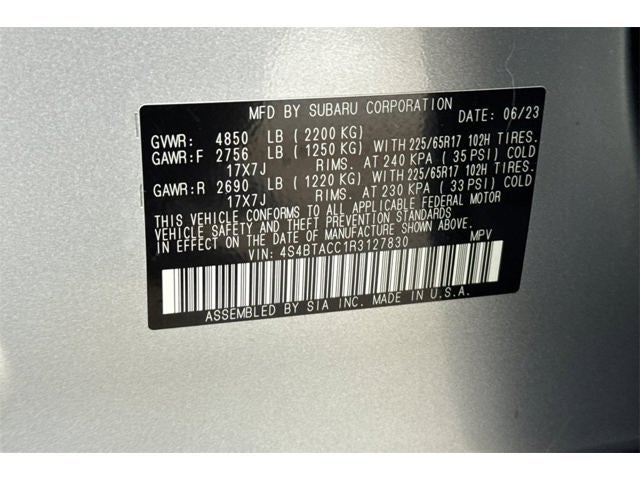 MFD BY SUBARU CORPORATION DATE: 06/23
GVWR: 4850 LB (2200 KG)
GAWR:F 2756 LB (1250 KG) WITH 225/65R17 102H TIRES.
17X7J RIMS. AT 240 KPA (35 PSI) COLD
GAWR:R 2690 LB (1220 KG) WITH 225/65R17 102H TIRES.
17X7J RIMS. AT 230 KPA (33 PSI) COLD
THIS VEHICLE CONFORMS TO ALL APPLICABLE FEDERAL MOTOR
VEHICLE SAFETY AND THEFT PREVENTION STANDARDS
IN EFFECT ON THE DATE OF MANUFACTURE SHOWN ABOVE.
VIN: 4S4BTACC1R3127830 MPV
ASSEMBLED BY SIA INC. MADE IN U.S.A.